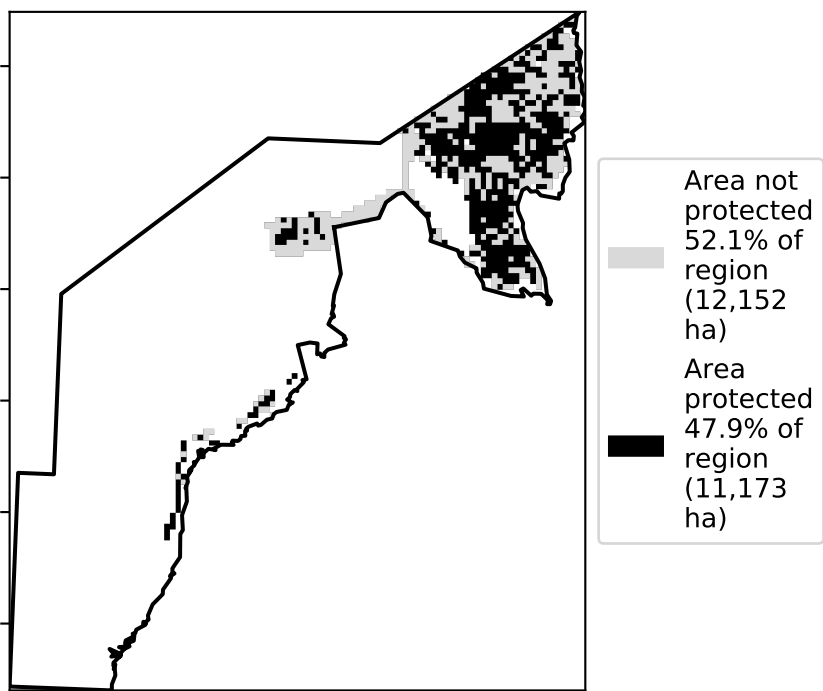 Area not
protected
52.1% of
region
(12,152
ha)
Area
protected
47.9% of
region
(11,173
ha)